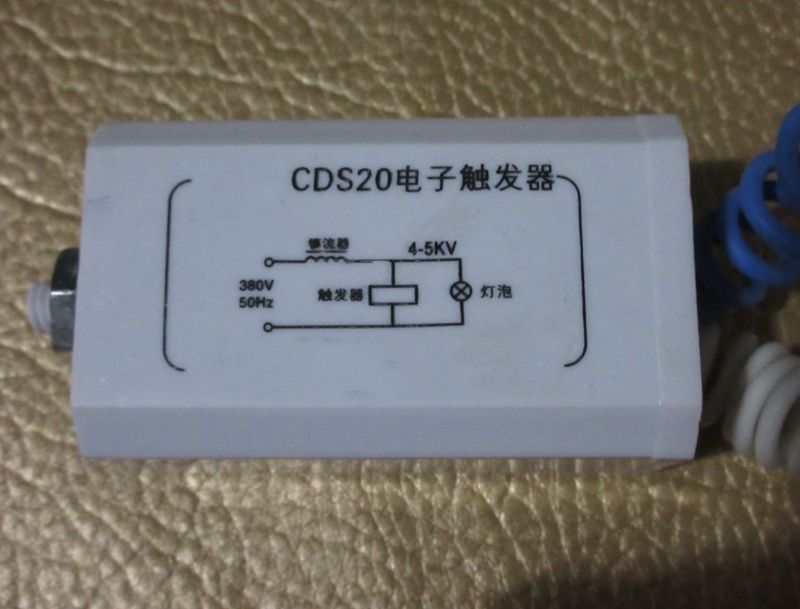 CDS20电子触发器
镇流器
4-5KV
380V
50Hz
触发器
灯泡